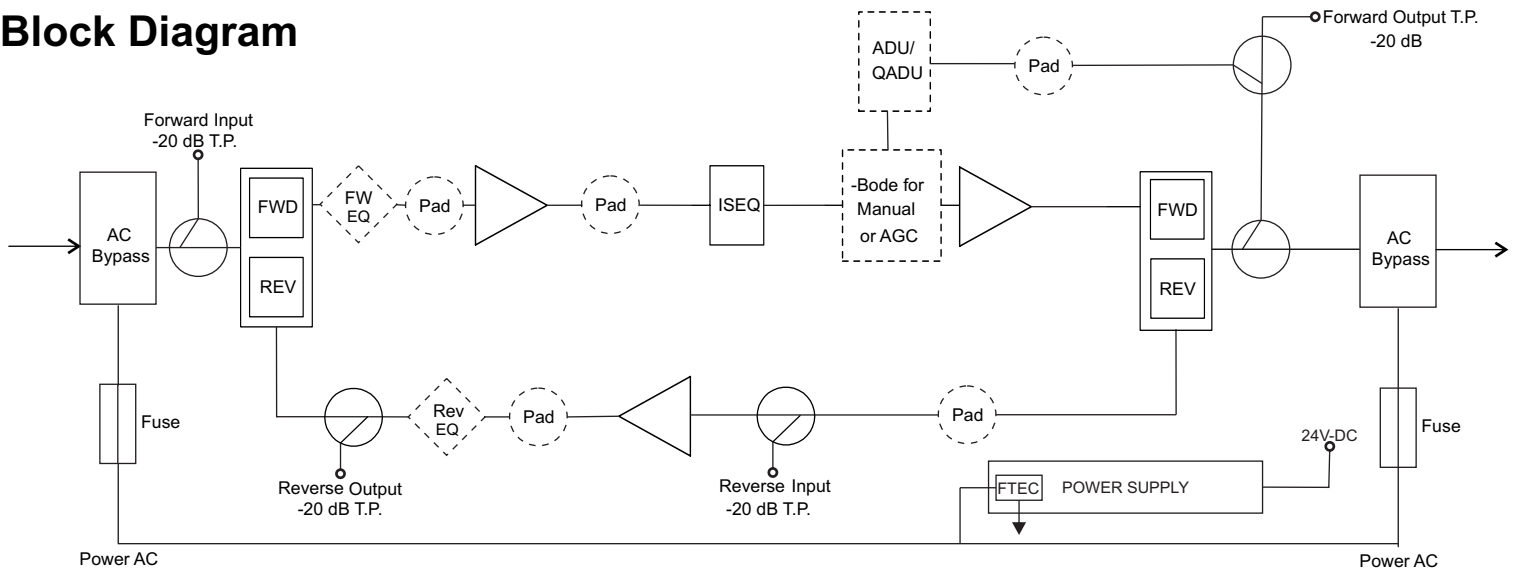 Block Diagram
Forward Output T.P.
-20 dB
ADU/
QADU
Pad
Forward Input
-20 dB T.P.
AC
Bypass
FWD
REV
FW
EQ
Pad
Pad
ISEQ
-Bode for
Manual
or AGC
FWD
REV
AC
Bypass
Fuse
Rev
EQ
Pad
Pad
Fuse
Reverse Output
-20 dB T.P.
Reverse Input
-20 dB T.P.
24V-DC
FTEC
POWER SUPPLY
Power AC
Power AC